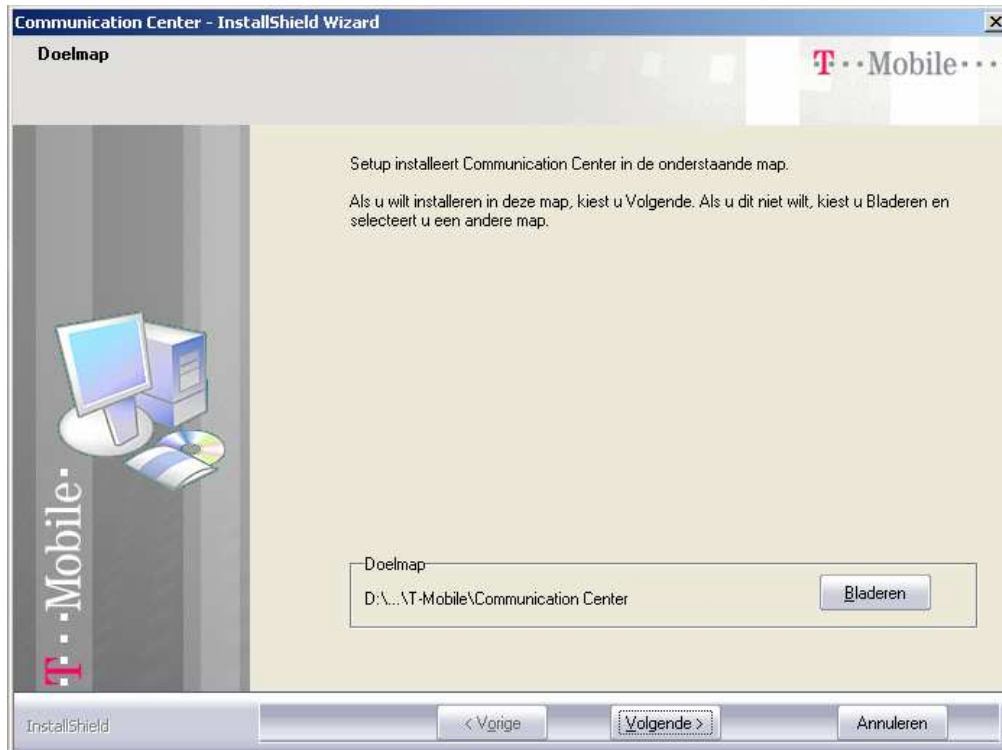 Communication Center - InstallShield Wizard
Doelmap
T··Mobile···
Setup installeert Communication Center in de onderstaande map.
Als u wilt installeren in deze map, kiest u Volgende. Als u dit niet wilt, kiest u Bladeren en
selecteert u een andere map.
T··Mobile·
Doelmap
D:\...\T-Mobile\Communication Center
Bladeren
InstallShield
< Vorige
Volgende >
Annuleren